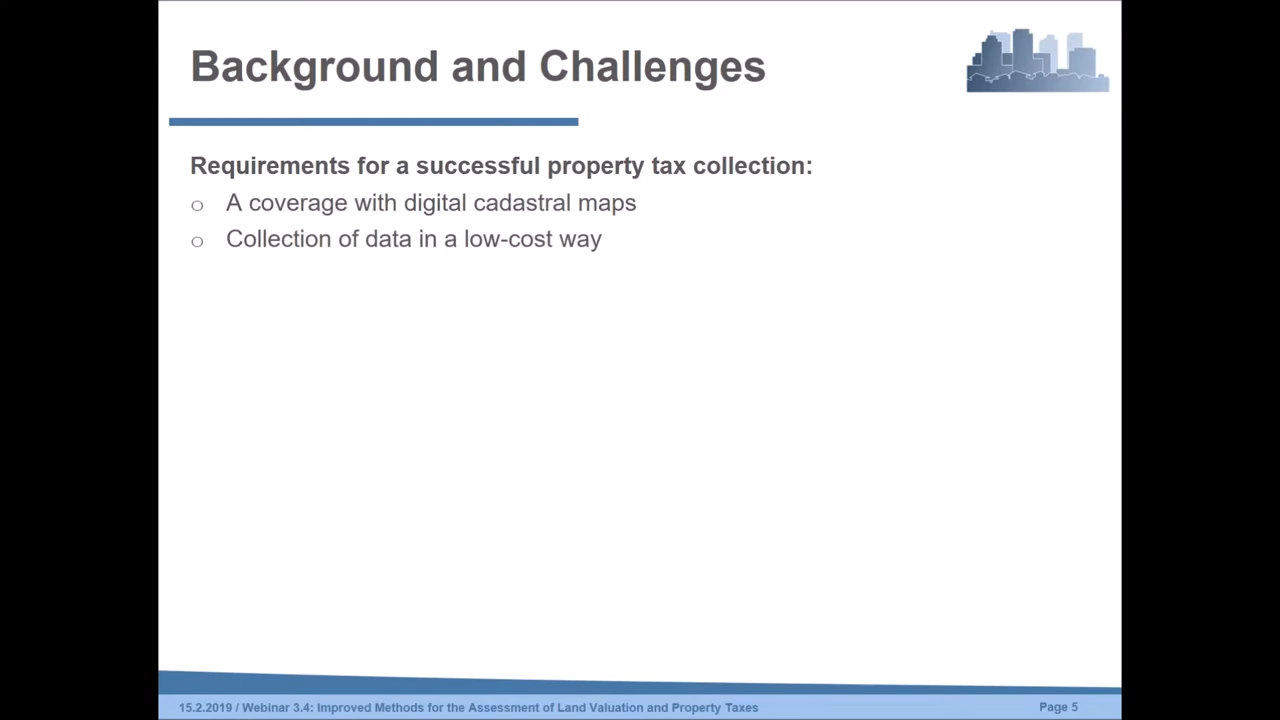 Background and Challenges
Requirements for a successful property tax collection:
o A coverage with digital cadastral maps
o Collection of data in a low-cost way
15.2.2019 / Webinar 3.4: Improved Methods for the Assessment of Land Valuation and Property Taxes
Page 5